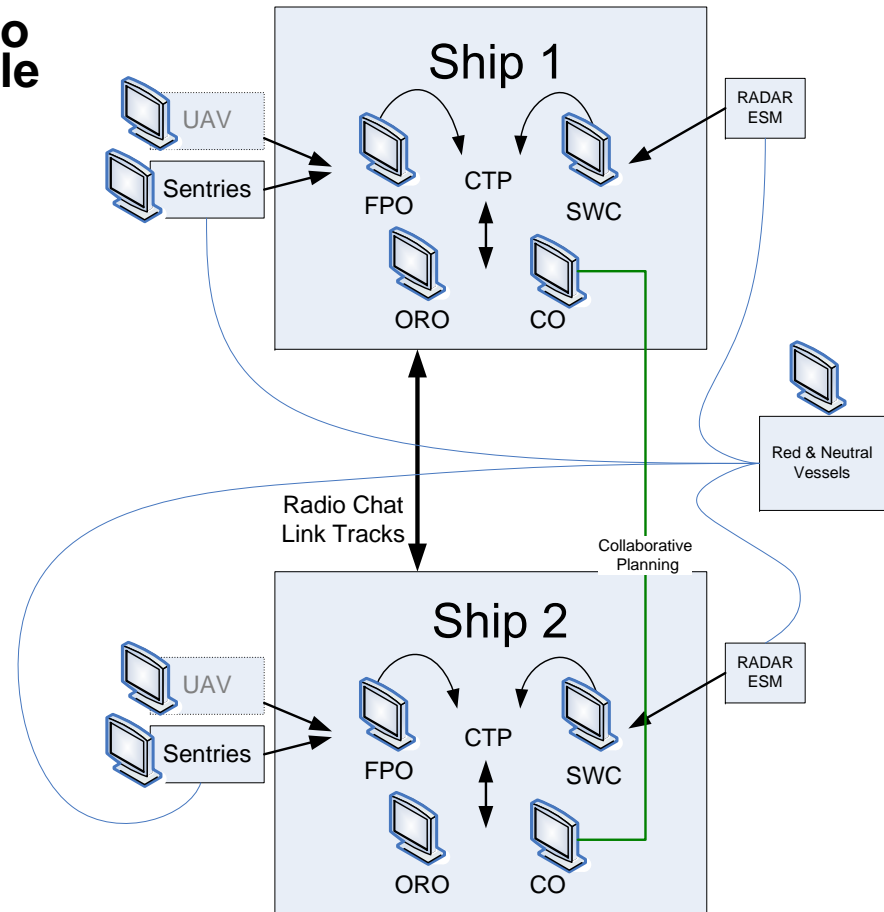 o
le
Ship 1
UAV
RADAR
ESM
Sentries
CTP
FPO
SWC
ORO
CO
Red & Neutral
Vessels
Radio Chat
Link Tracks
Collaborative
Planning
Ship 2
UAV
RADAR
ESM
Sentries
CTP
FPO
SWC
ORO
CO